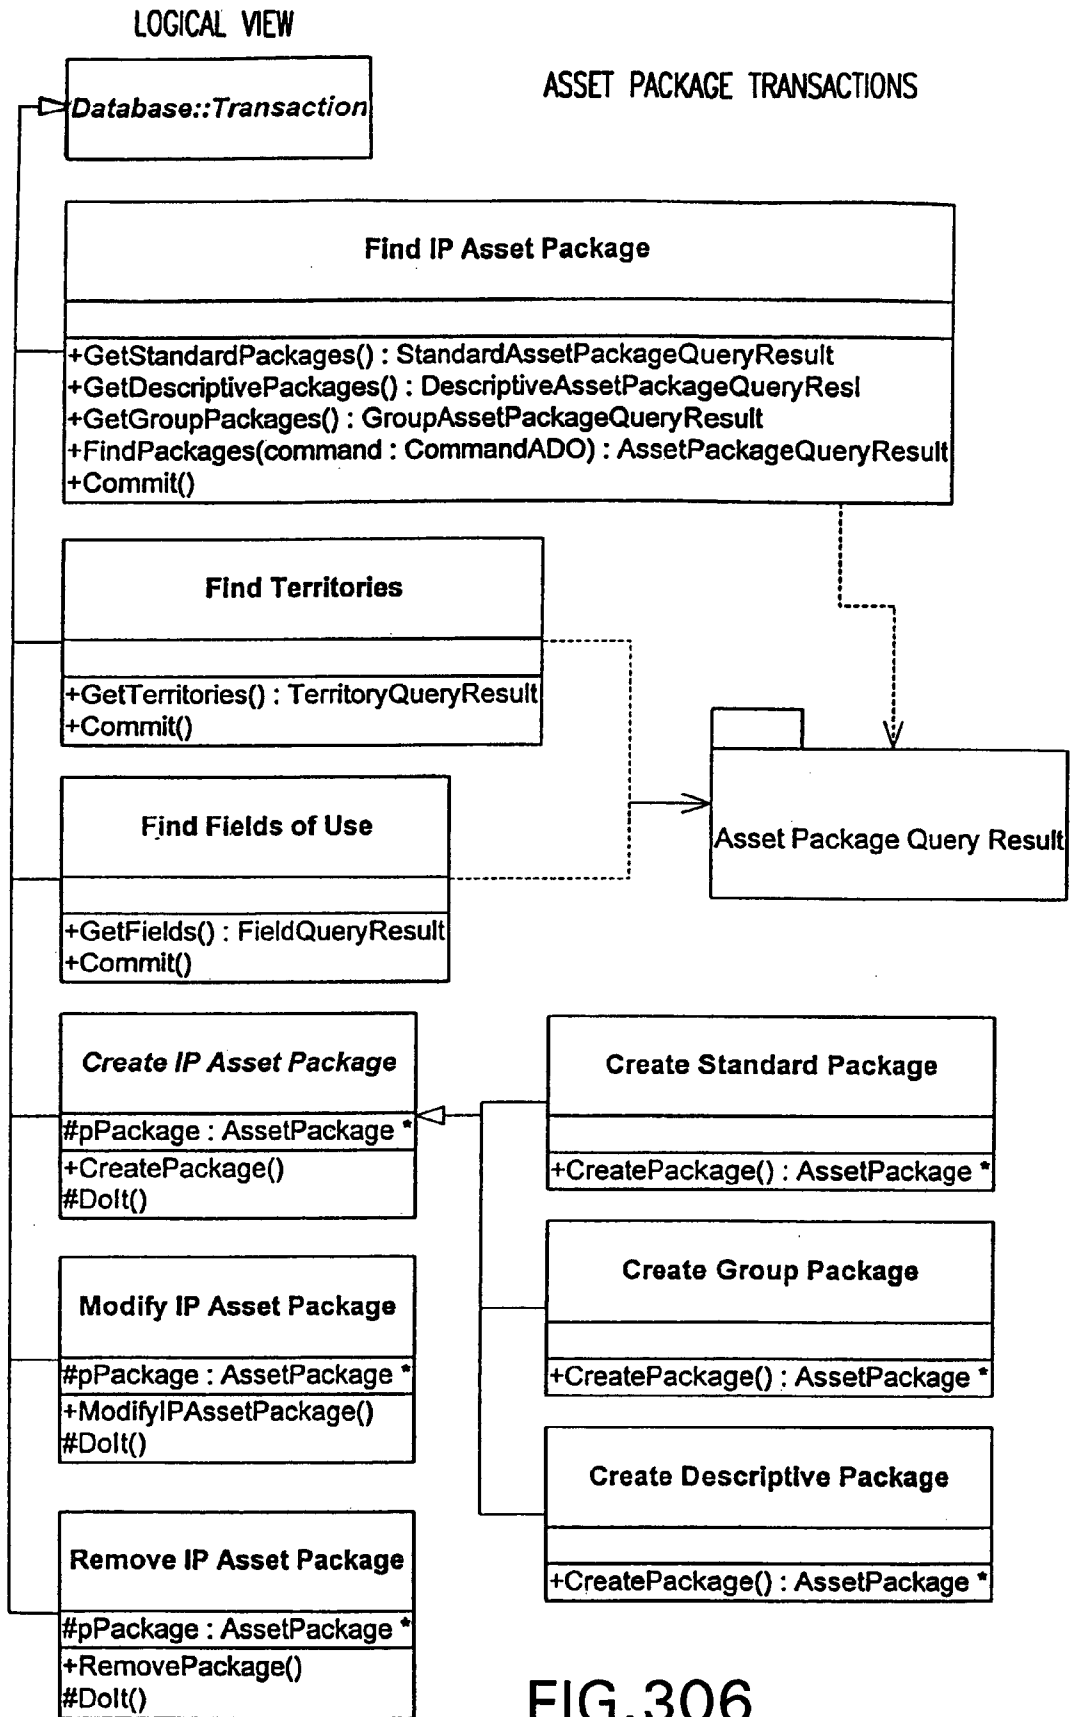 LOGICAL VIEW
ASSET PACKAGE TRANSACTIONS
Database::Transaction
Find IP Asset Package
+GetStandardPackages() : StandardAssetPackageQueryResult
+GetDescriptivePackages() : DescriptiveAssetPackageQueryResl
+GetGroupPackages() : GroupAssetPackageQueryResult
+FindPackages(command : CommandADO) : AssetPackageQueryResult
+Commit()
Find Territories
+GetTerritories() : TerritoryQueryResult
+Commit()
Find Fields of Use
+GetFields() : FieldQueryResult
+Commit()
Asset Package Query Result
Create IP Asset Package
#pPackage : AssetPackage *
+CreatePackage()
#DoIt()
Create Standard Package
+CreatePackage() : AssetPackage *
Create Group Package
+CreatePackage() : AssetPackage *
Create Descriptive Package
+CreatePackage() : AssetPackage *
Modify IP Asset Package
#pPackage : AssetPackage *
+ModifyIPAssetPackage()
#DoIt()
Remove IP Asset Package
#pPackage : AssetPackage *
+RemovePackage()
#DoIt()
FIG.306